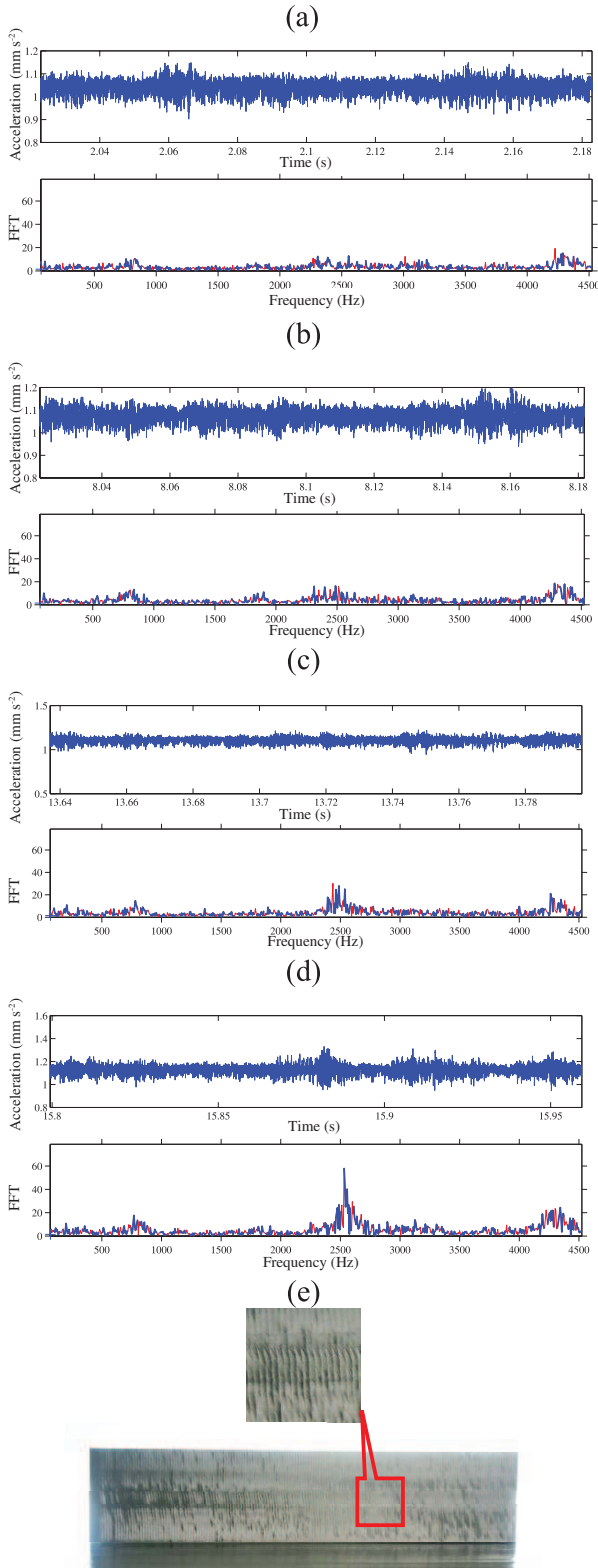 (a)
Acceleration (mm s-2)
1.2
1.1
1
0.9
0.8
2.04 2.06 2.08 2.1 2.12 2.14 2.16 2.18
Time (s)
FFT
60
40
20
0
500 1000 1500 2000 2500 3000 3500 4000 4500
Frequency (Hz)
(b)
Acceleration (mm s-2)
1.2
1.1
1
0.9
0.8
8.04 8.06 8.08 8.1 8.12 8.14 8.16 8.18
Time (s)
FFT
60
40
20
0
500 1000 1500 2000 2500 3000 3500 4000 4500
Frequency (Hz)
(c)
Acceleration (mm s-2)
1.5
1
0.5
13.64 13.66 13.68 13.7 13.72 13.74 13.76 13.78
Time (s)
FFT
60
40
20
0
500 1000 1500 2000 2500 3000 3500 4000 4500
Frequency (Hz)
(d)
Acceleration (mm s-2)
1.6
1.4
1.2
1
0.8
15.8 15.85 15.9 15.95
Time (s)
FFT
60
40
20
0
500 1000 1500 2000 2500 3000 3500 4000 4500
Frequency (Hz)
(e)